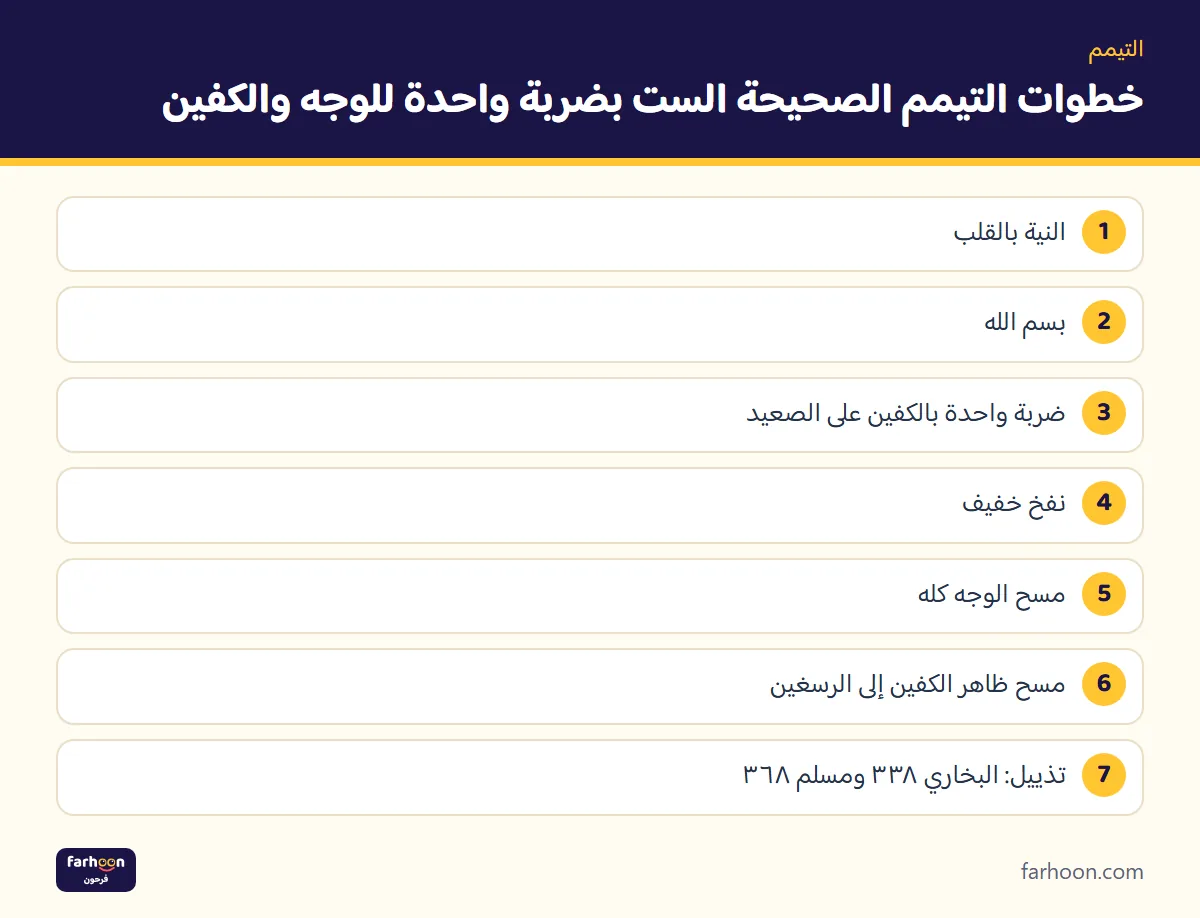 التيمم
خطوات التيمم الصحيحة الست بضربة واحدة للوجه والكفين
1 النية بالقلب
2 بسم الله
3 ضربة واحدة بالكفين على الصعيد
4 نفخ خفيف
5 مسح الوجه كله
6 مسح ظاهر الكفين إلى الرسغين
7 تذييل: البخاري ٣٣٨ ومسلم ٣٦٨
farhoon.com
farhoon
فرحون